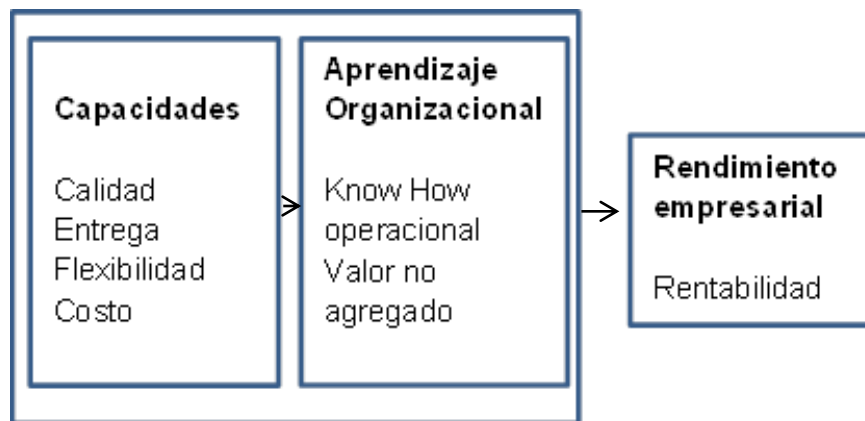 Capacidades
Calidad
Entrega
Flexibilidad
Costo
Aprendizaje
Organizacional
Know How
operacional
Valor no
agregado
Rendimiento
empresarial
Rentabilidad